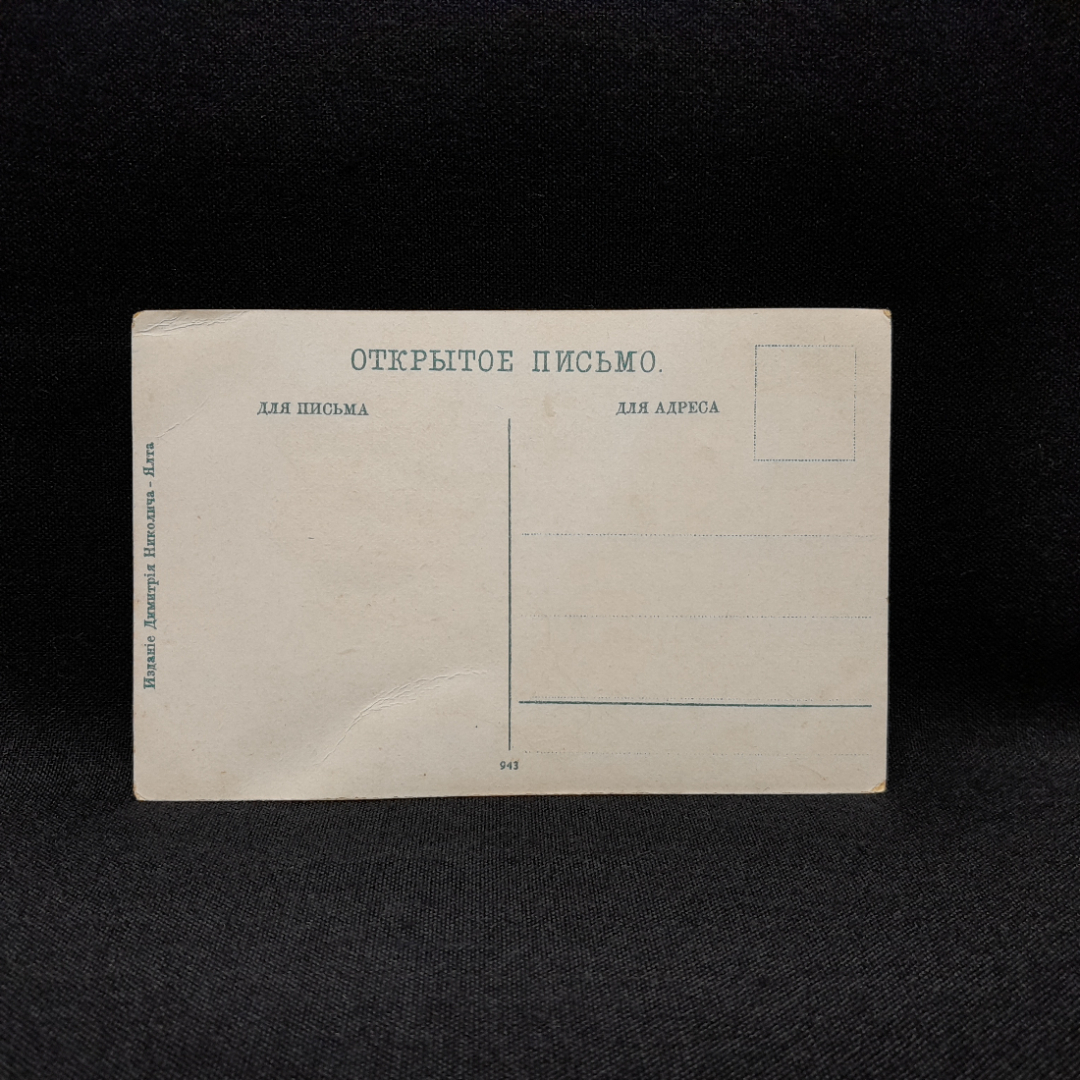 ОТКРЫТОЕ ПИСЬМО.
ДЛЯ ПИСЬМА
ДЛЯ АДРЕСА
Изданіе Димитрія Николича - Ялта
943